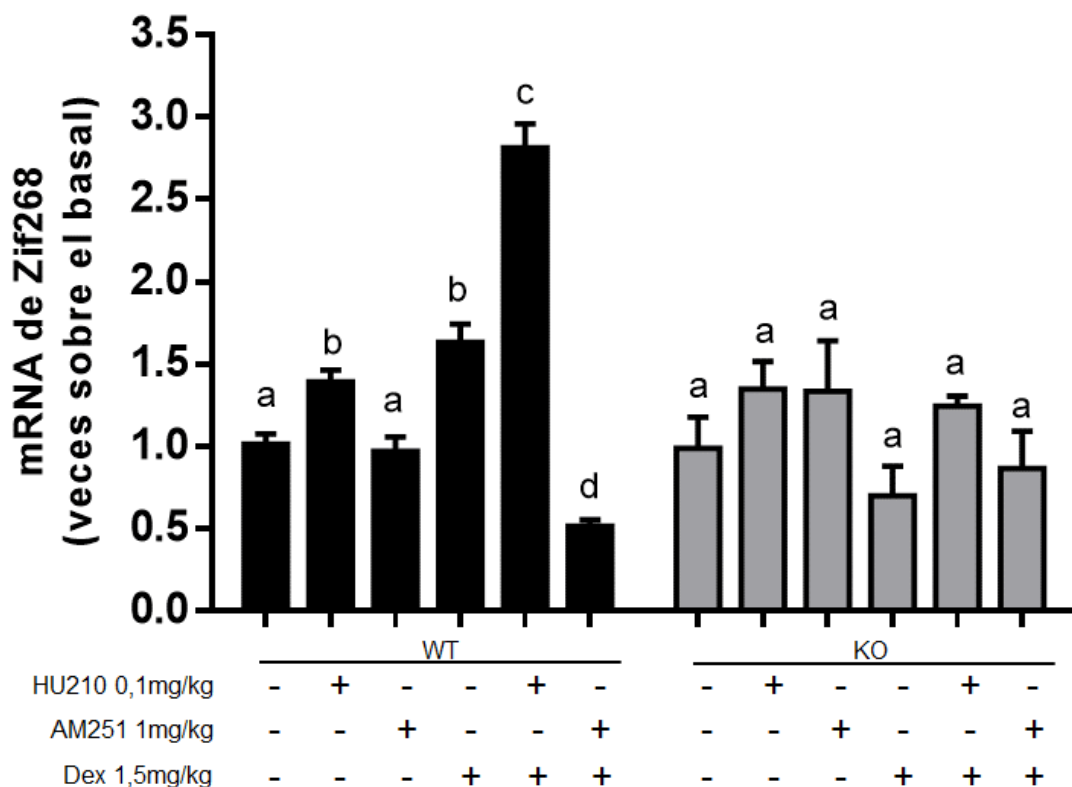 mRNA de Zif268
(veces sobre el basal)
3.5
3.0
2.5
2.0
1.5
1.0
0.5
0.0
a b a b c d a a a a a a
WT KO
HU210 0,1mg/kg - + - - + - - + - - + -
AM251 1mg/kg - - + - - + - - + - - +
Dex 1,5mg/kg - - - + + + - - - + + +